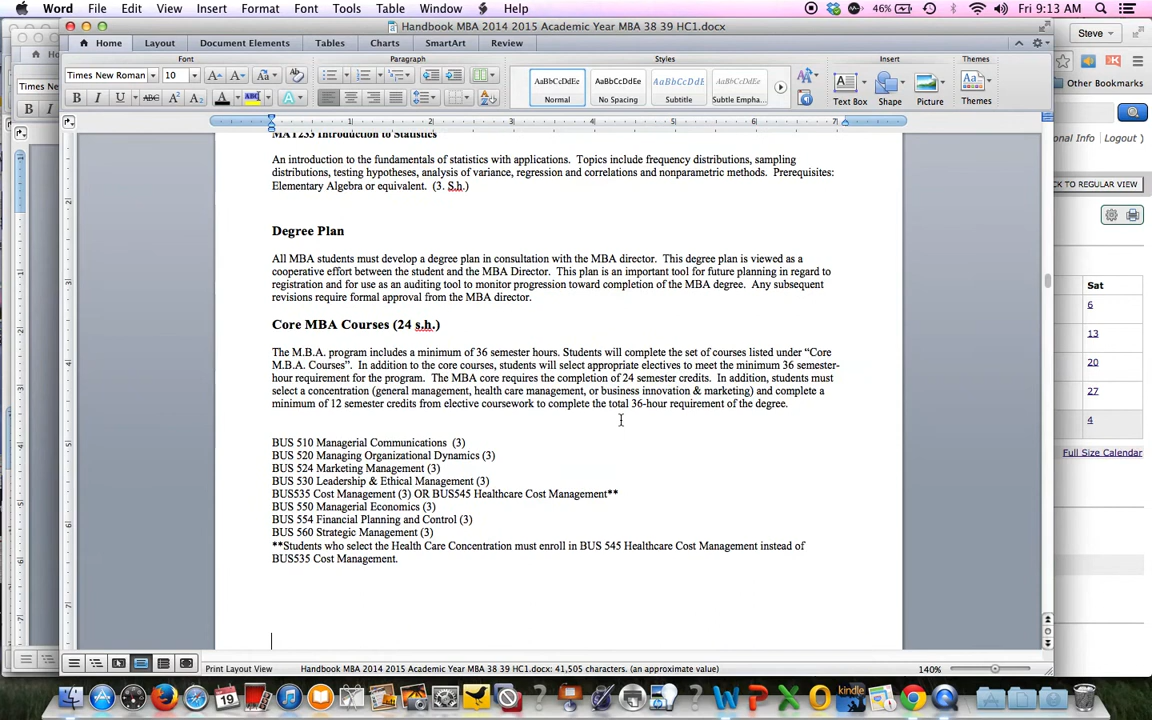 Word File Edit View Insert Format Font Tools Table Window Help
46% Fri 9:13 AM
Handbook MBA 2014 2015 Academic Year MBA 38 39 HC1.docx
Steve
Home Layout Document Elements Tables Charts SmartArt Review
Font Paragraph Styles Insert Themes
Other Bookmarks
Times New Roman 10
AaBbCcDdEe AaBbCcDdEe AaBbCcDdEe AaBbCcDdEe
Normal No Spacing Subtitle Subtle Empha...
Text Box Shape Picture Themes
onal Info Logout )
1 2 3 4 5 6 7
MAT253 Introduction to Statistics
An introduction to the fundamentals of statistics with applications. Topics include frequency distributions, sampling
distributions, testing hypotheses, analysis of variance, regression and correlations and nonparametric methods. Prerequisites:
Elementary Algebra or equivalent. (3. S.h.)
CK TO REGULAR VIEW
Degree Plan
All MBA students must develop a degree plan in consultation with the MBA director. This degree plan is viewed as a
cooperative effort between the student and the MBA Director. This plan is an important tool for future planning in regard to
registration and for use as an auditing tool to monitor progression toward completion of the MBA degree. Any subsequent
revisions require formal approval from the MBA director.
Sat
6
13
20
27
4
Full Size Calendar
Core MBA Courses (24 s.h.)
The M.B.A. program includes a minimum of 36 semester hours. Students will complete the set of courses listed under “Core
M.B.A. Courses”. In addition to the core courses, students will select appropriate electives to meet the minimum 36 semester-
hour requirement for the program. The MBA core requires the completion of 24 semester credits. In addition, students must
select a concentration (general management, health care management, or business innovation & marketing) and complete a
minimum of 12 semester credits from elective coursework to complete the total 36-hour requirement of the degree.
BUS 510 Managerial Communications (3)
BUS 520 Managing Organizational Dynamics (3)
BUS 524 Marketing Management (3)
BUS 530 Leadership & Ethical Management (3)
BUS535 Cost Management (3) OR BUS545 Healthcare Cost Management**
BUS 550 Managerial Economics (3)
BUS 554 Financial Planning and Control (3)
BUS 560 Strategic Management (3)
**Students who select the Health Care Concentration must enroll in BUS 545 Healthcare Cost Management instead of
BUS535 Cost Management.
Print Layout View Handbook MBA 2014 2015 Academic Year MBA 38 39 HC1.docx: 41,505 characters. (an approximate value) 140%